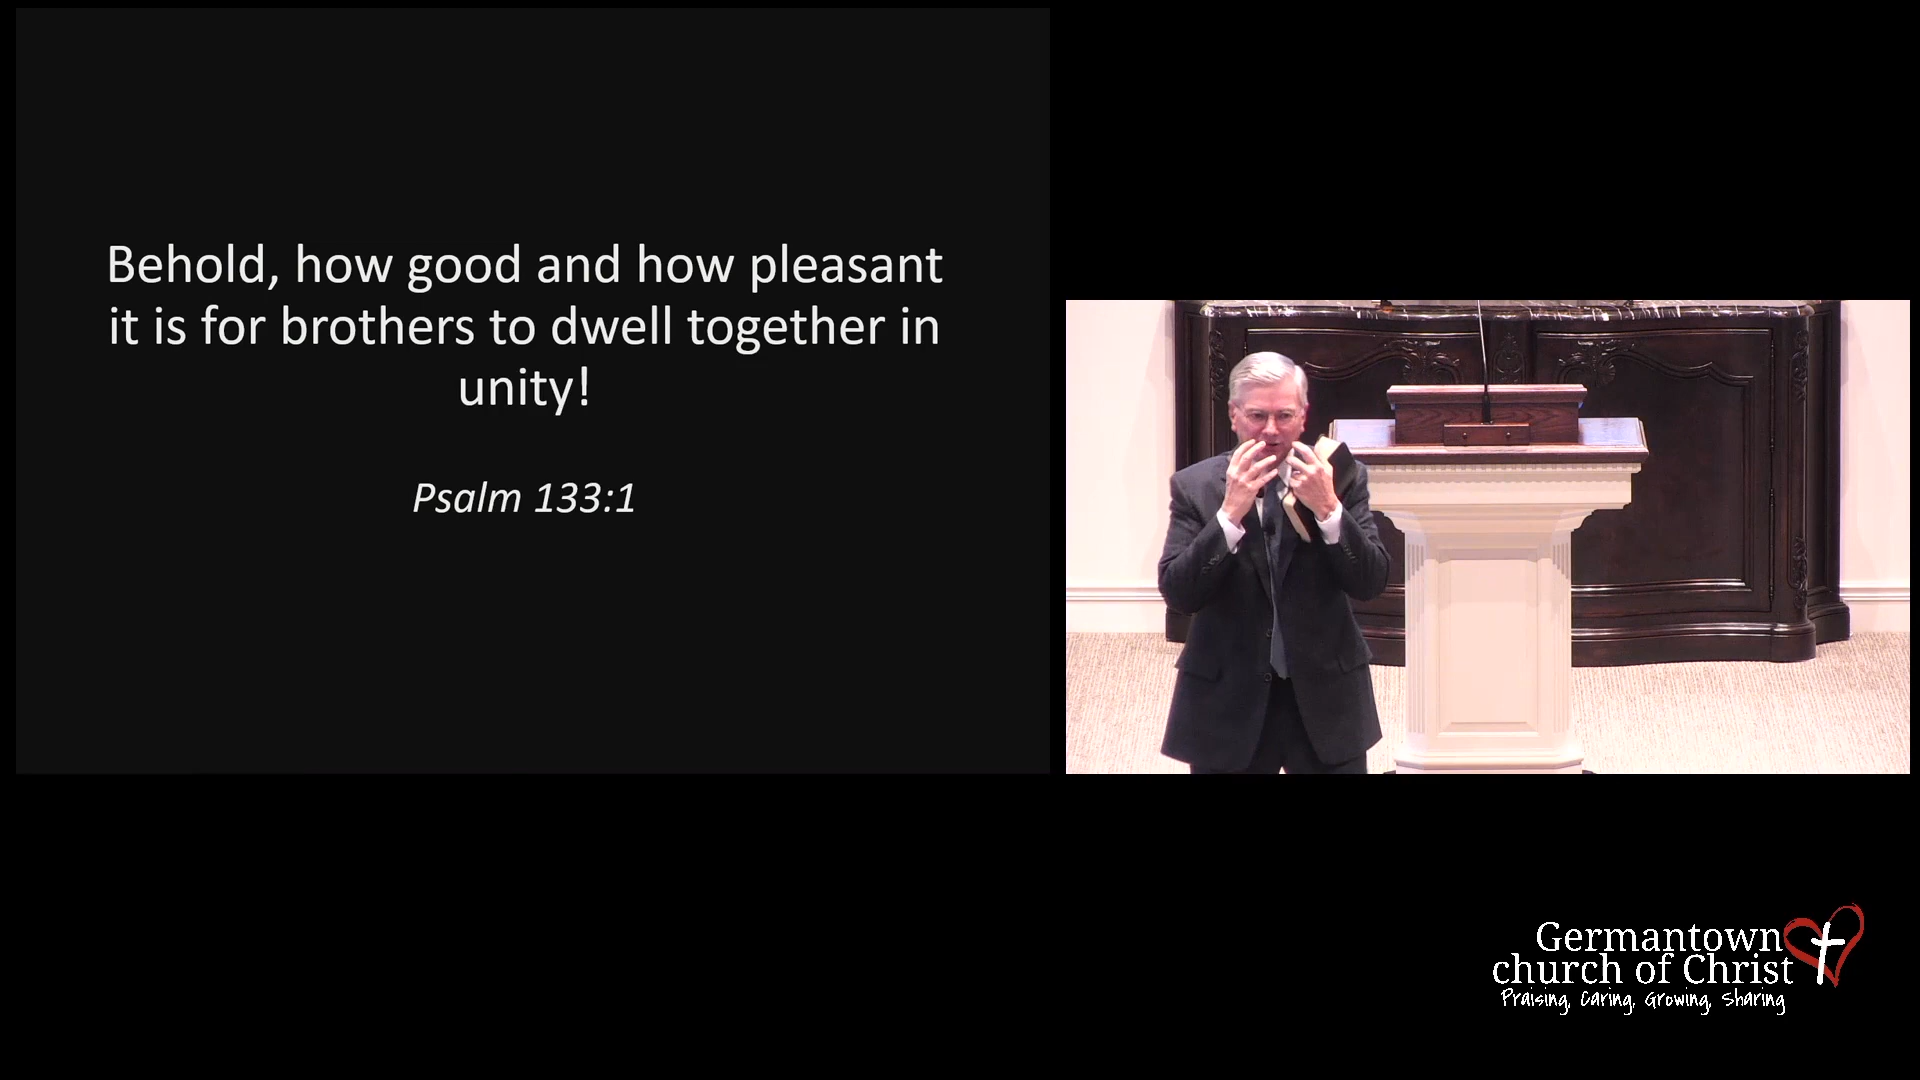 Behold, how good and how pleasant
it is for brothers to dwell together in
unity!
Psalm 133:1
Germantown
church of Christ
Praising, Caring, Growing, Sharing